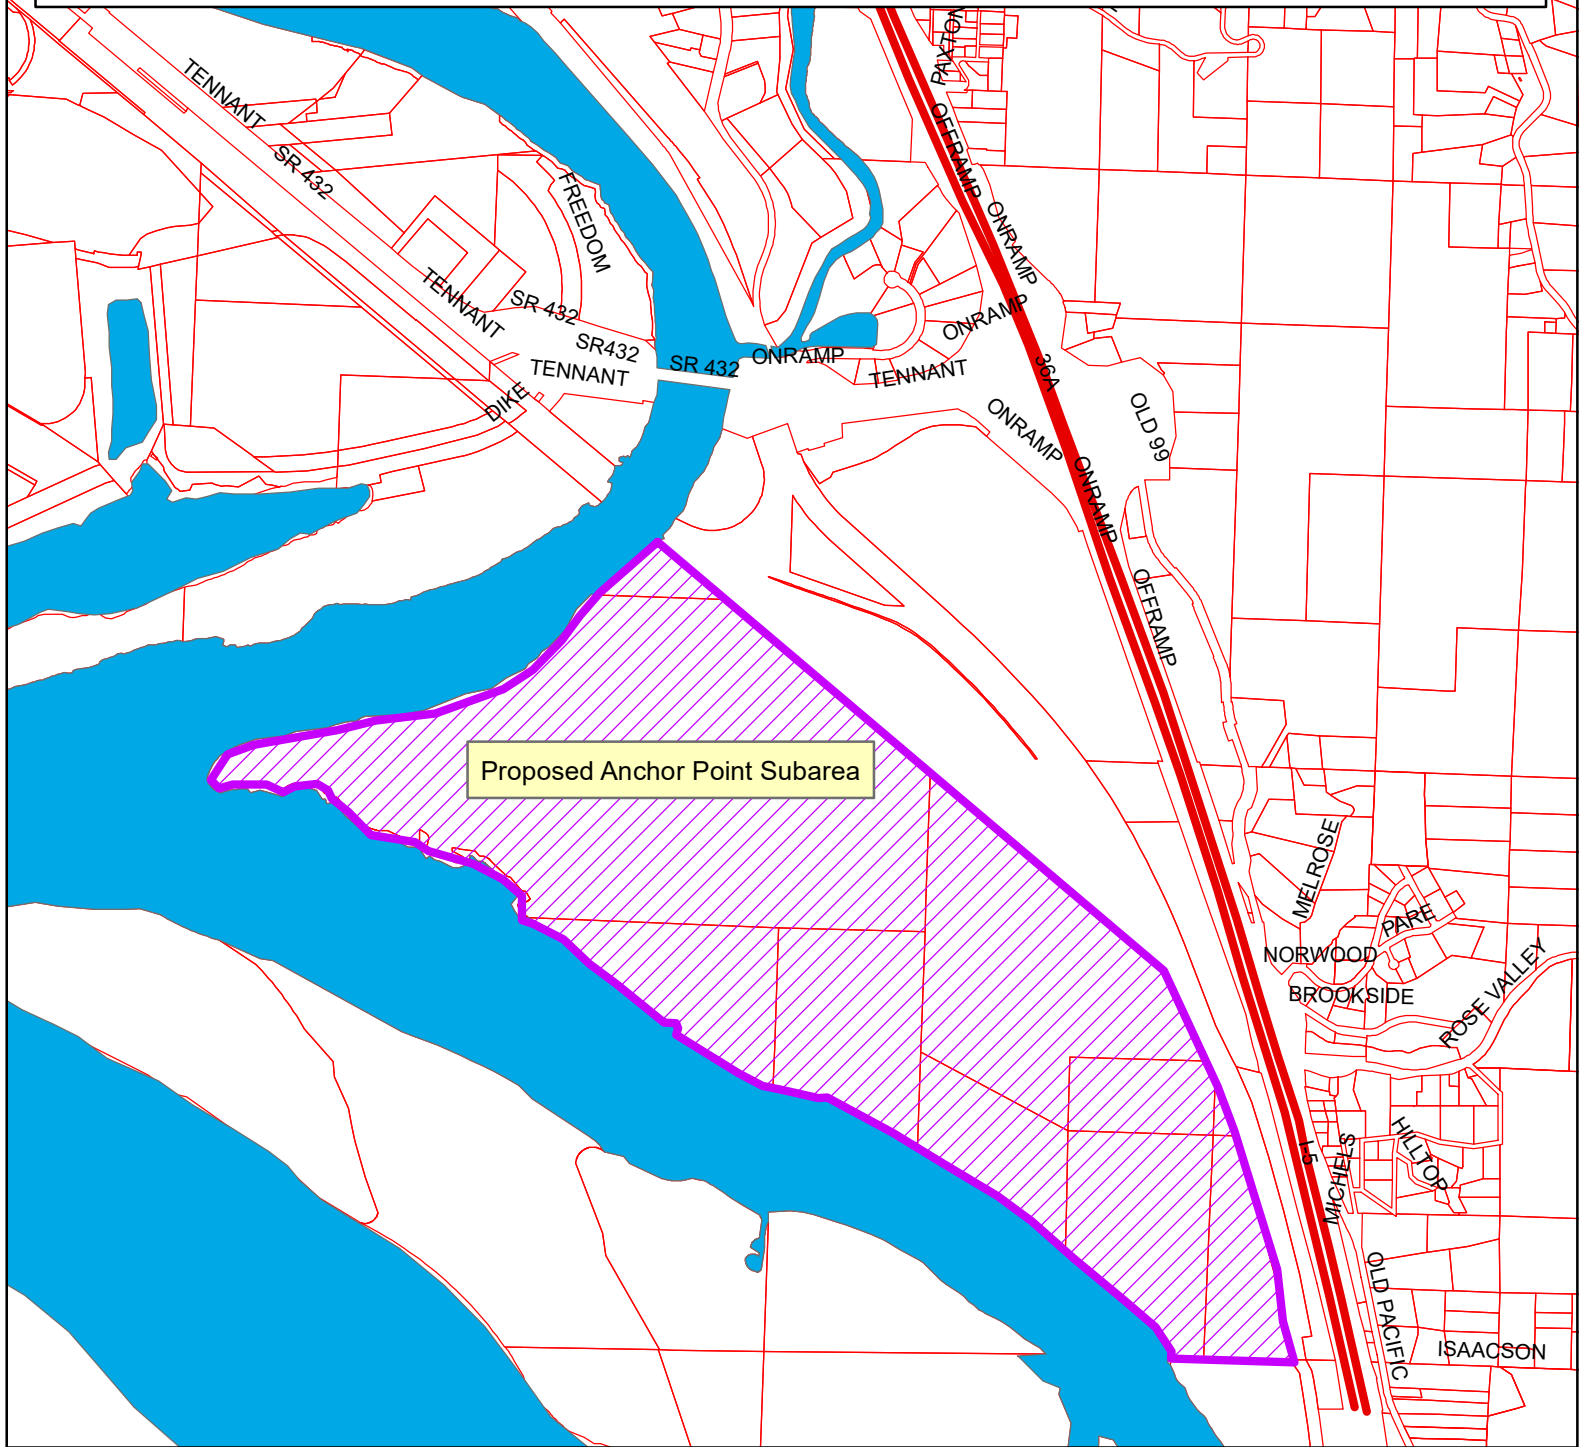 PAXTON
TENNANT
OFFRAMP
SR 432
FREEDOM
ONRAMP
TENNANT
SR 432
ONRAMP
SR432
TENNANT
SR 432
ONRAMP
TENNANT
36A
DIKE
ONRAMP
OLD 99
ONRAMP
OFFRAMP
Proposed Anchor Point Subarea
MELROSE
PARE
NORWOOD
BROOKSIDE
ROSE VALLEY
I-5
MICHELS
HILLTOP
OLD PACIFIC
ISAACSON